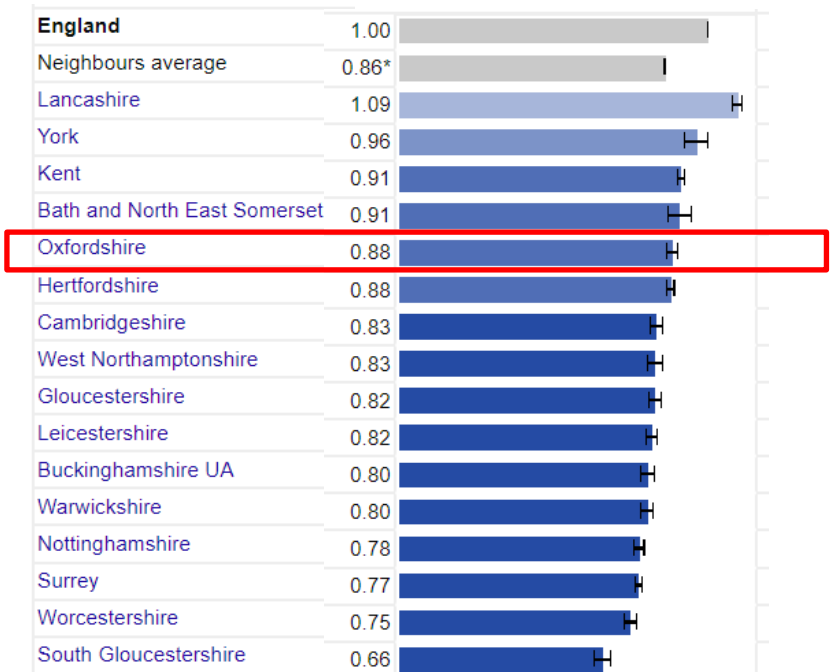 England 1.00
Neighbours average 0.86*
Lancashire 1.09
York 0.96
Kent 0.91
Bath and North East Somerset 0.91
Oxfordshire 0.88
Hertfordshire 0.88
Cambridgeshire 0.83
West Northamptonshire 0.83
Gloucestershire 0.82
Leicestershire 0.82
Buckinghamshire UA 0.80
Warwickshire 0.80
Nottinghamshire 0.78
Surrey 0.77
Worcestershire 0.75
South Gloucestershire 0.66